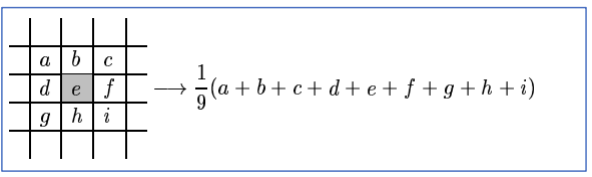 a b c
d e f ⟶ 1/9(a + b + c + d + e + f + g + h + i)
g h i